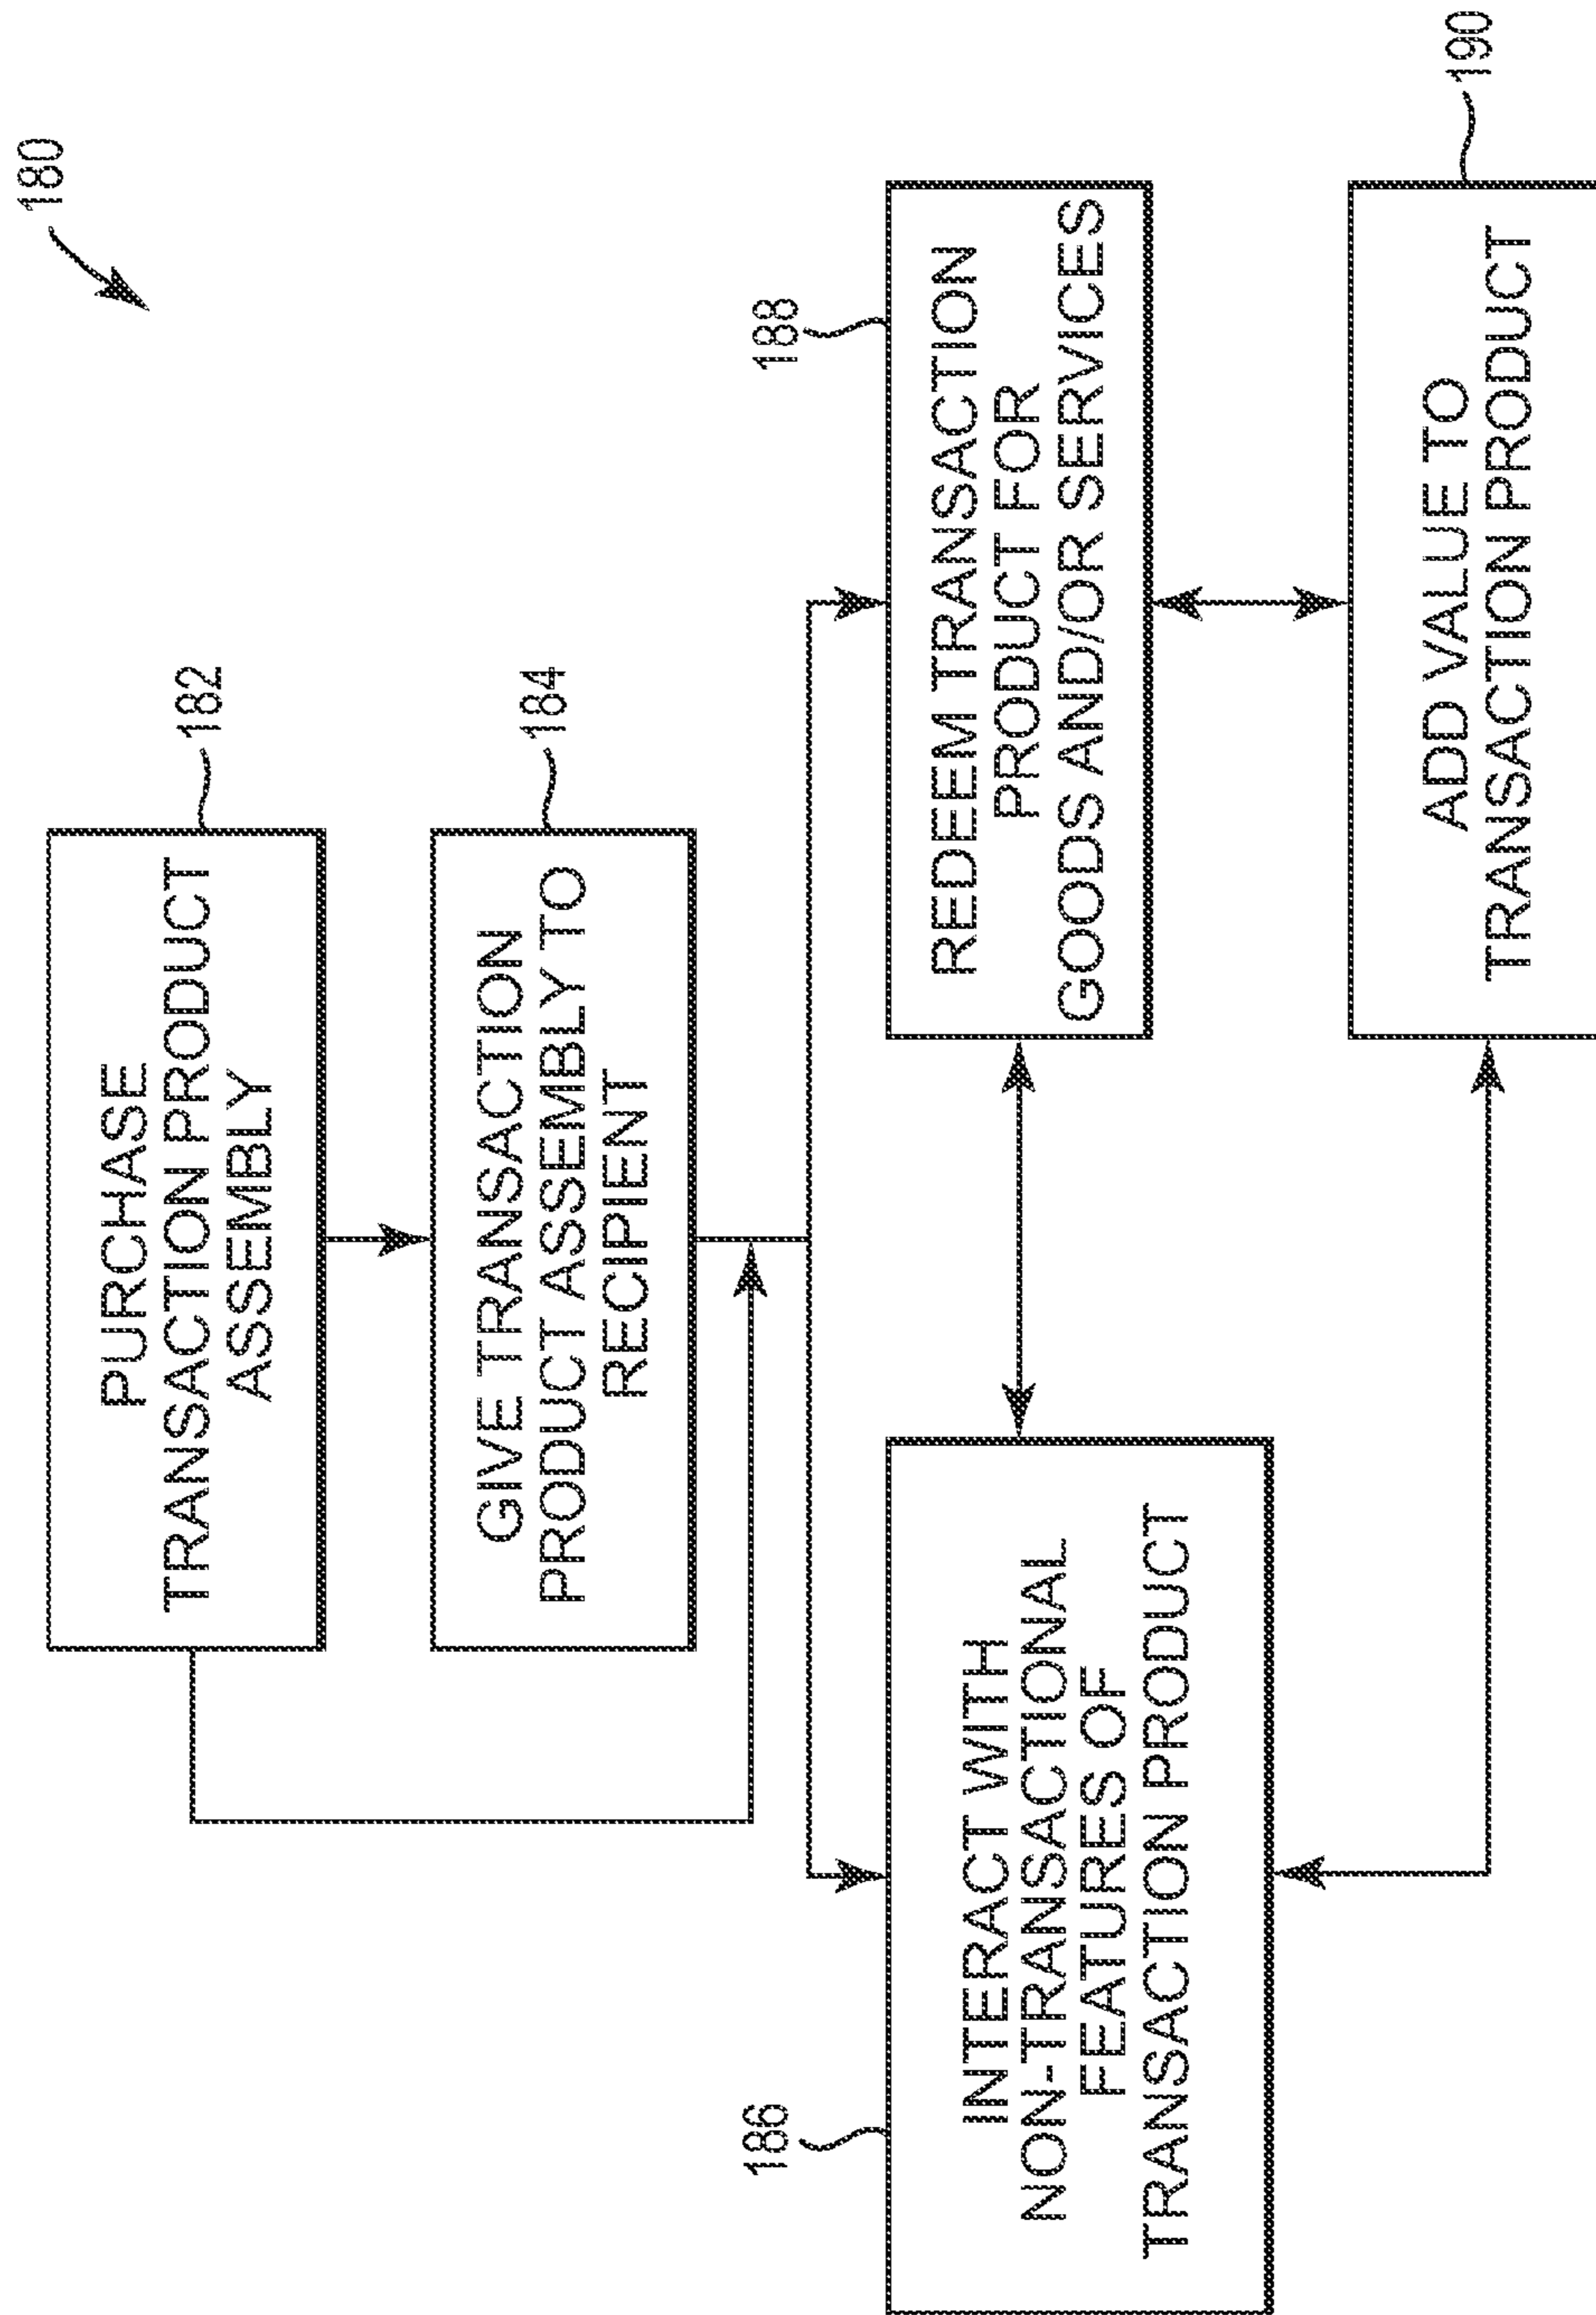 180
PURCHASE
TRANSACTION PRODUCT
ASSEMBLY
182
GIVE TRANSACTION
PRODUCT ASSEMBLY TO
RECIPIENT
184
186
INTERACT WITH
NON-TRANSACTIONAL
FEATURES OF
TRANSACTION PRODUCT
188
REDEEM TRANSACTION
PRODUCT FOR
GOODS AND/OR SERVICES
ADD VALUE TO
TRANSACTION PRODUCT
190